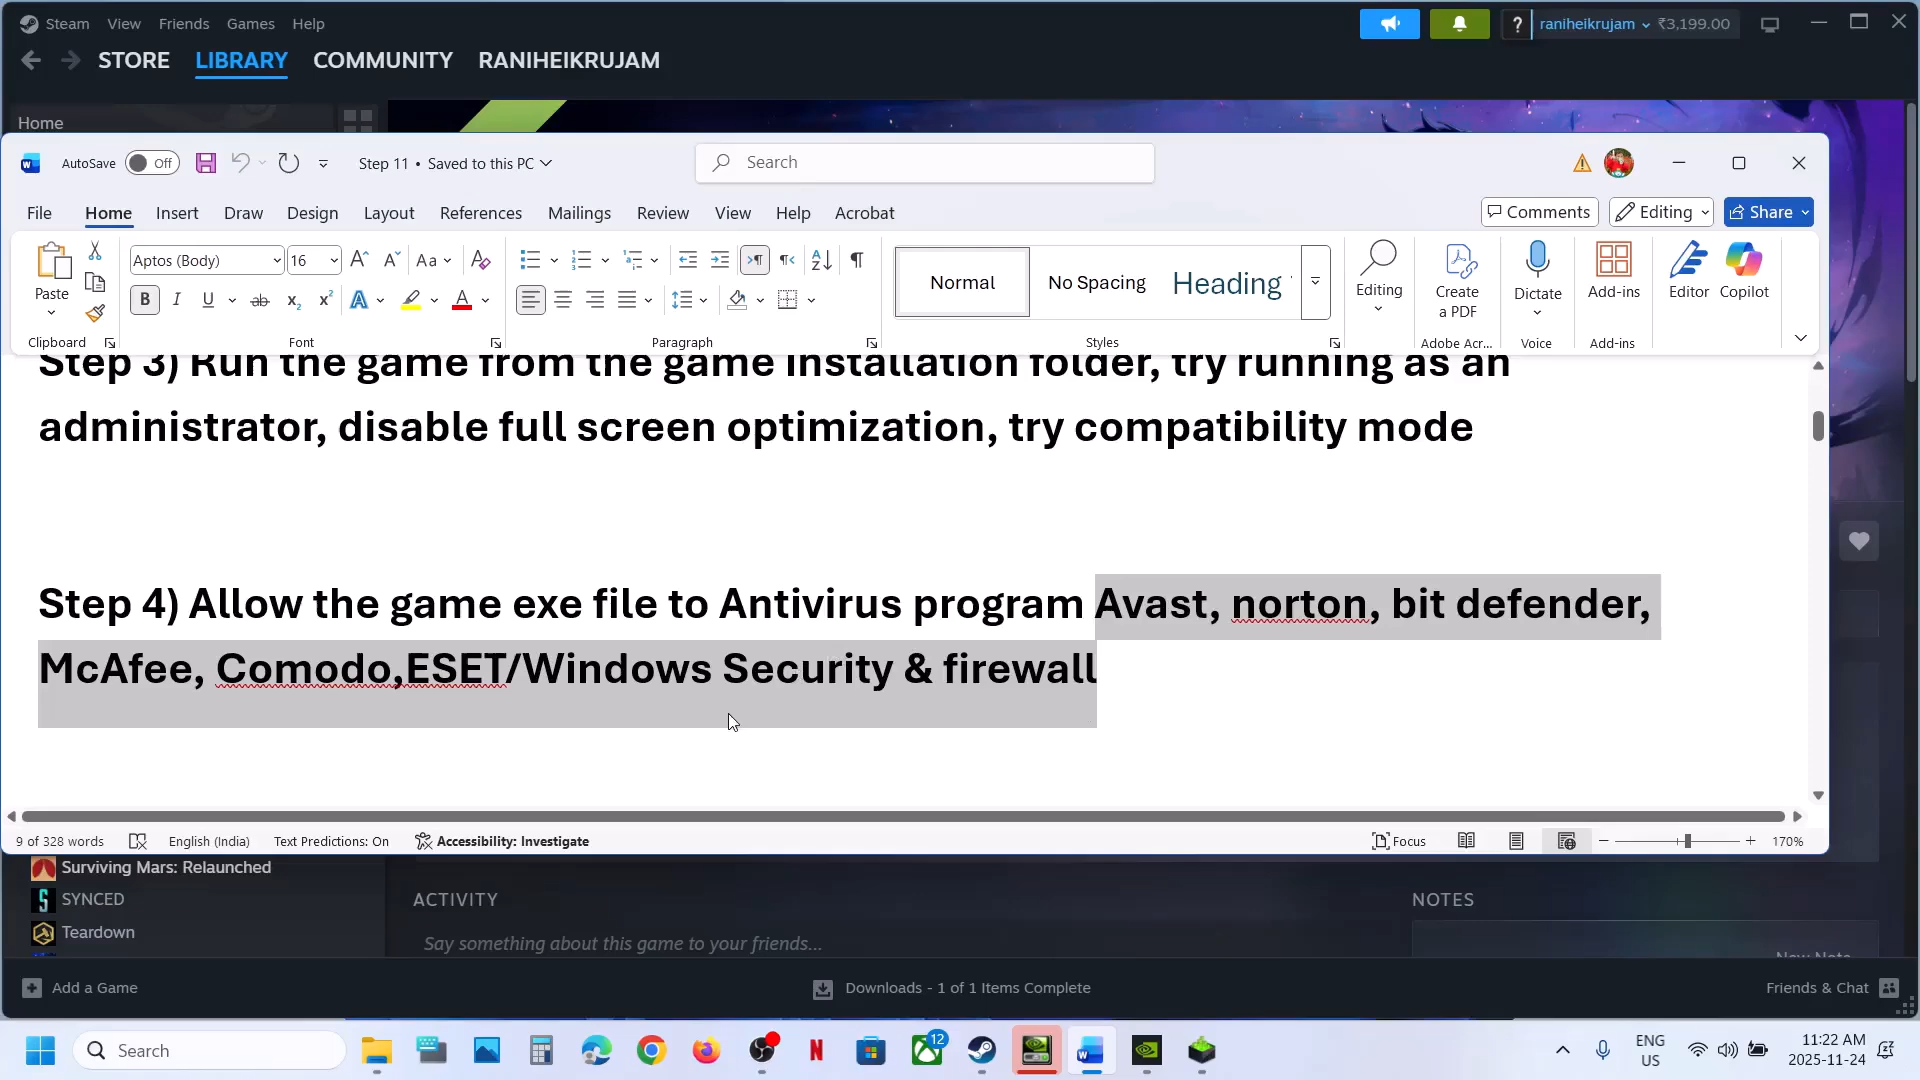 Steam View Friends Games Help
? raniheikrujam ₹3,199.00
STORE LIBRARY COMMUNITY RANIHEIKRUJAM
Home
AutoSave Off
Step 11 • Saved to this PC
Search
File Home Insert Draw Design Layout References Mailings Review View Help Acrobat
Comments Editing Share
Paste
Aptos (Body) 16
Normal No Spacing Heading
Editing
Create a PDF
Dictate
Add-ins
Editor Copilot
Clipboard Font Paragraph Styles Adobe Acr... Voice Add-ins
Step 3) Run the game from the game installation folder, try running as an
administrator, disable full screen optimization, try compatibility mode
Step 4) Allow the game exe file to Antivirus program Avast, norton, bit defender,
McAfee, Comodo,ESET/Windows Security & firewall
9 of 328 words English (India) Text Predictions: On Accessibility: Investigate Focus 170%
Surviving Mars: Relaunched
SYNCED
Teardown
ACTIVITY
Say something about this game to your friends...
NOTES
New Note
Add a Game
Downloads - 1 of 1 Items Complete
Friends & Chat
Search
12
ENG
US
11:22 AM
2025-11-24